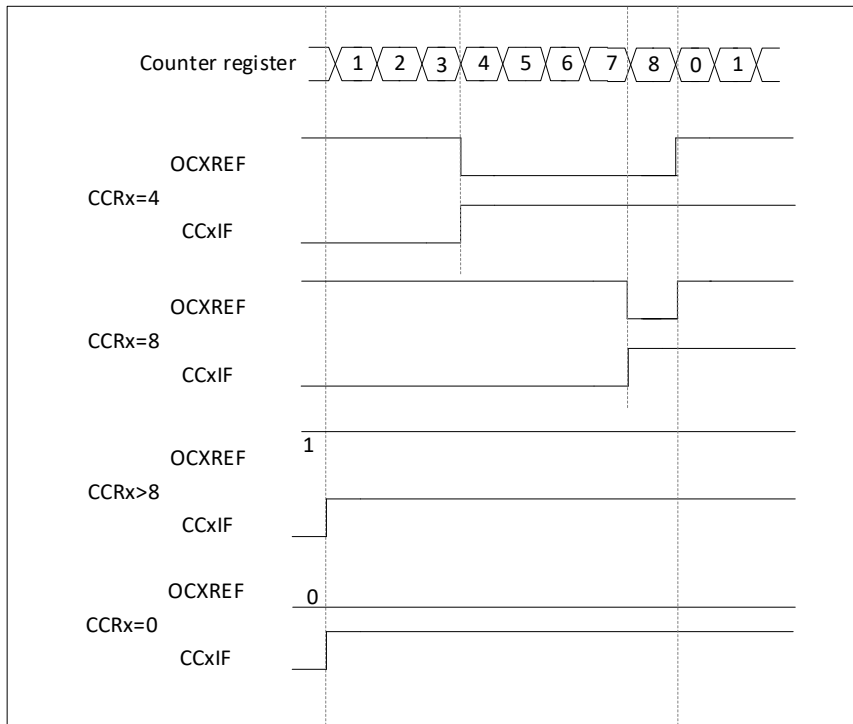 Counter register 1 2 3 4 5 6 7 8 0 1
OCXREF
CCRx=4
CCxIF
OCXREF
CCRx=8
CCxIF
1
OCXREF
CCRx>8
CCxIF
OCXREF 0
CCRx=0
CCxIF